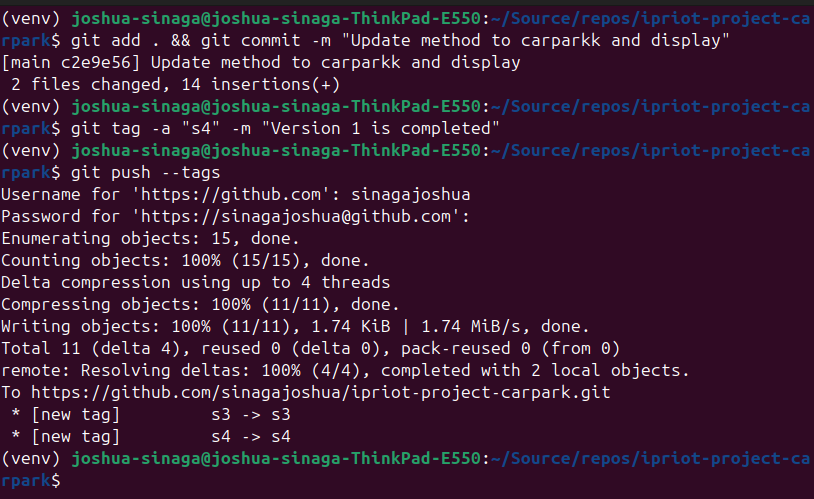 (venv) joshua-sinaga@joshua-sinaga-ThinkPad-E550:~/Source/repos/ipriot-project-ca
rpark$ git add . && git commit -m "Update method to carparkk and display"
[main c2e9e56] Update method to carparkk and display
 2 files changed, 14 insertions(+)
(venv) joshua-sinaga@joshua-sinaga-ThinkPad-E550:~/Source/repos/ipriot-project-ca
rpark$ git tag -a "s4" -m "Version 1 is completed"
(venv) joshua-sinaga@joshua-sinaga-ThinkPad-E550:~/Source/repos/ipriot-project-ca
rpark$ git push --tags
Username for 'https://github.com': sinagajoshua
Password for 'https://sinagajoshua@github.com':
Enumerating objects: 15, done.
Counting objects: 100% (15/15), done.
Delta compression using up to 4 threads
Compressing objects: 100% (11/11), done.
Writing objects: 100% (11/11), 1.74 KiB | 1.74 MiB/s, done.
Total 11 (delta 4), reused 0 (delta 0), pack-reused 0 (from 0)
remote: Resolving deltas: 100% (4/4), completed with 2 local objects.
To https://github.com/sinagajoshua/ipriot-project-carpark.git
 * [new tag]         s3 -> s3
 * [new tag]         s4 -> s4
(venv) joshua-sinaga@joshua-sinaga-ThinkPad-E550:~/Source/repos/ipriot-project-ca
rpark$